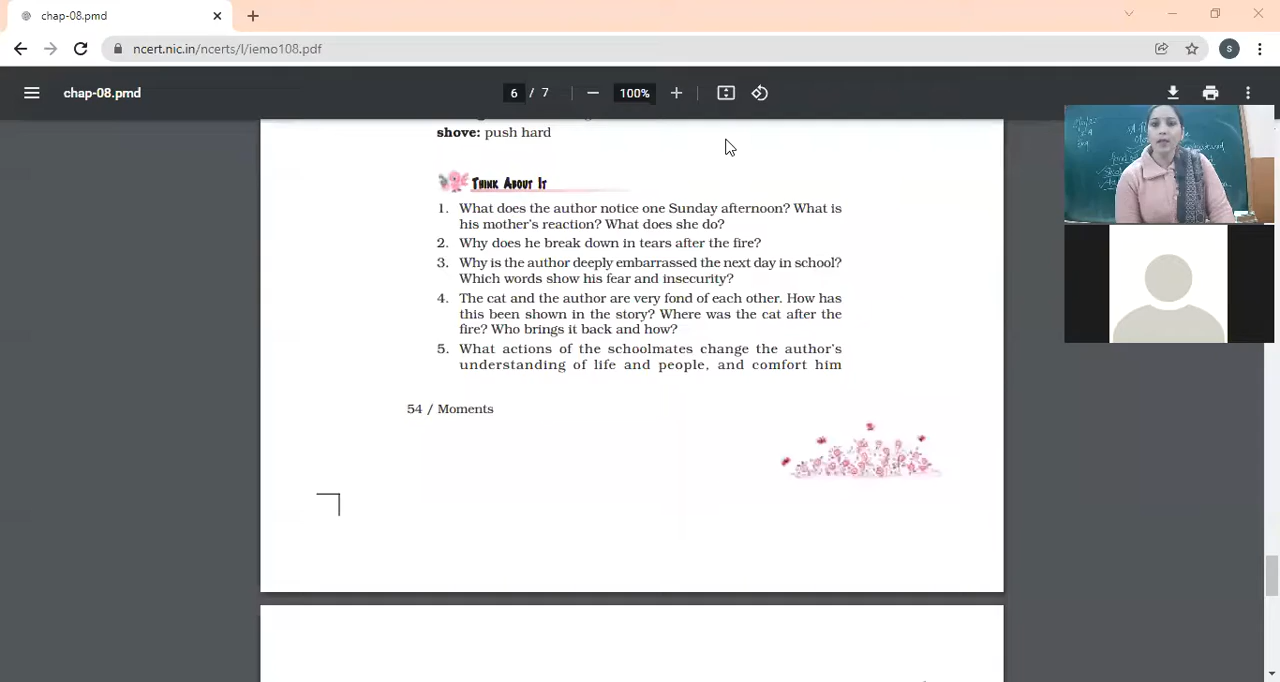 chap-08.pmd
ncert.nic.in/ncerts/l/iemo108.pdf
S
chap-08.pmd
6 / 7
100%
shove: push hard
THINK ABOUT IT
1. What does the author notice one Sunday afternoon? What is
his mother's reaction? What does she do?
2. Why does he break down in tears after the fire?
3. Why is the author deeply embarrassed the next day in school?
Which words show his fear and insecurity?
4. The cat and the author are very fond of each other. How has
this been shown in the story? Where was the cat after the
fire? Who brings it back and how?
5. What actions of the schoolmates change the author's
understanding of life and people, and comfort him
54 / Moments